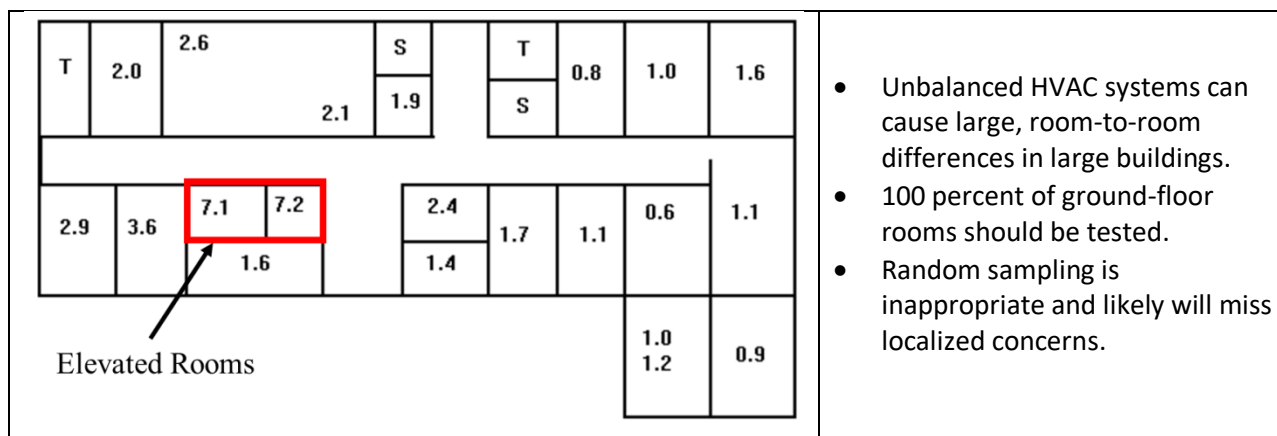 T
2.0
2.6
2.1
S
1.9
T
S
0.8
1.0
1.6
2.9
3.6
7.1
7.2
1.6
2.4
1.4
1.7
1.1
0.6
1.1
1.0
1.2
0.9
Elevated Rooms
• Unbalanced HVAC systems can
cause large, room-to-room
differences in large buildings.
• 100 percent of ground-floor
rooms should be tested.
• Random sampling is
inappropriate and likely will miss
localized concerns.